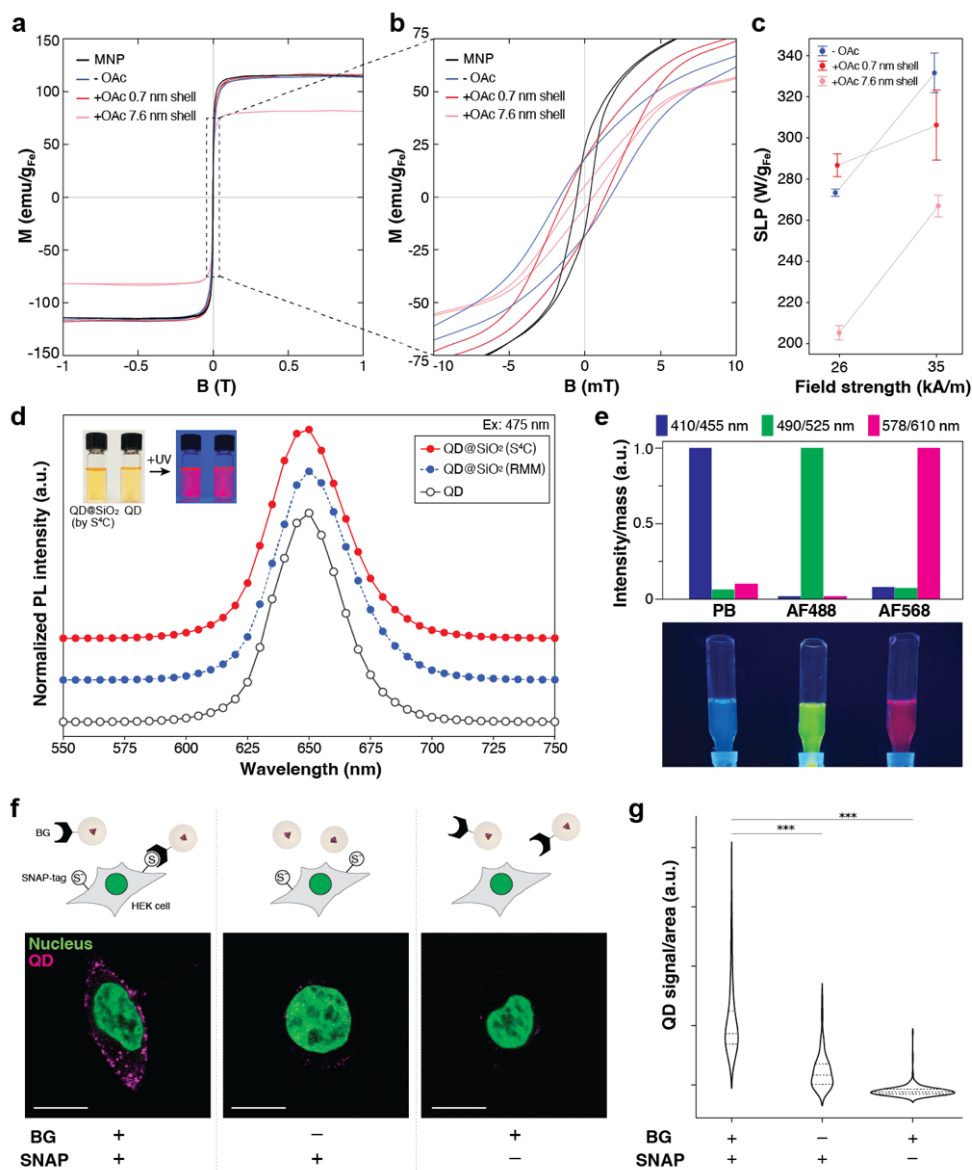 a
150
100
50
0
-50
-100
-150
M (emu/gFe)
MNP
- OAc
+OAc 0.7 nm shell
+OAc 7.6 nm shell
-1
-0.5
0
0.5
1
B (T)
b
75
50
25
0
-25
-50
-75
M (emu/gFe)
MNP
- OAc
+OAc 0.7 nm shell
+OAc 7.6 nm shell
-10
-5
0
5
10
B (mT)
c
340
320
300
280
260
240
220
200
SLP (W/gFe)
- OAc
+OAc 0.7 nm shell
+OAc 7.6 nm shell
26
35
Field strength (kA/m)
d
Ex: 475 nm
QD@SiO² (S⁴C)
QD@SiO² (RMM)
QD
+UV
QD@SiO₂ QD
(by S⁴C)
Normalized PL intensity (a.u.)
550 575 600 625 650 675 700 725 750
Wavelength (nm)
e
410/455 nm 490/525 nm 578/610 nm
1.0
0.5
0
Intensity/mass (a.u.)
PB AF488 AF568
f
BG
SNAP-tag
S⁻
S
HEK cell
S⁻
S⁻
Nucleus
QD
BG + − +
SNAP + + −
g
QD signal/area (a.u.)
***
***
BG + − +
SNAP + + −